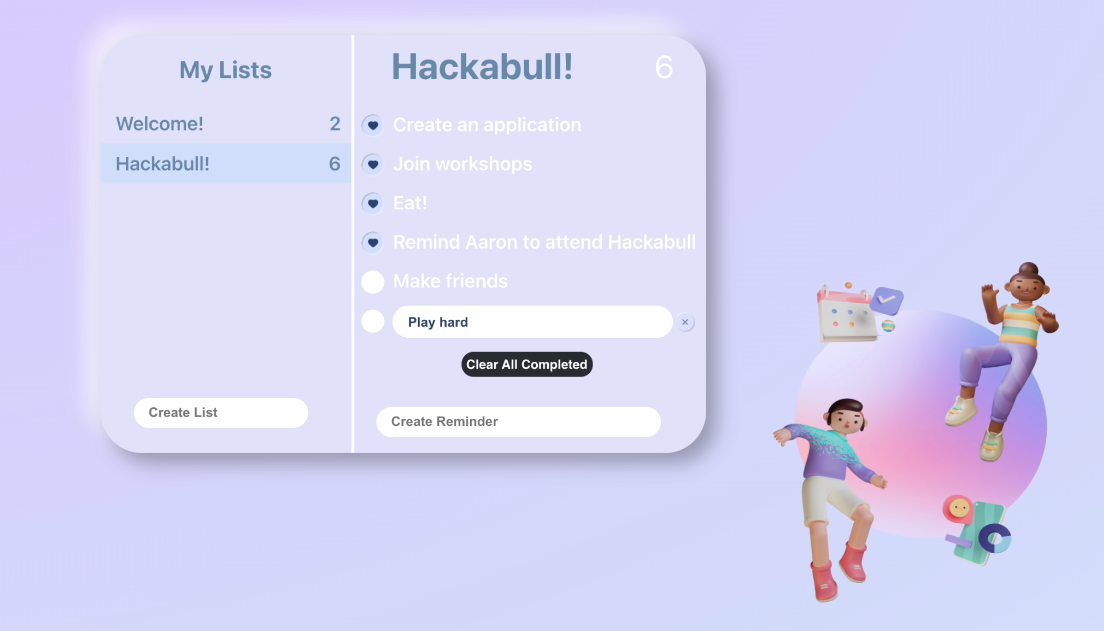 My Lists
Welcome! 2
Hackabull! 6
Create List
Hackabull! 6
Create an application
Join workshops
Eat!
Remind Aaron to attend Hackabull
Make friends
Play hard
Clear All Completed
Create Reminder